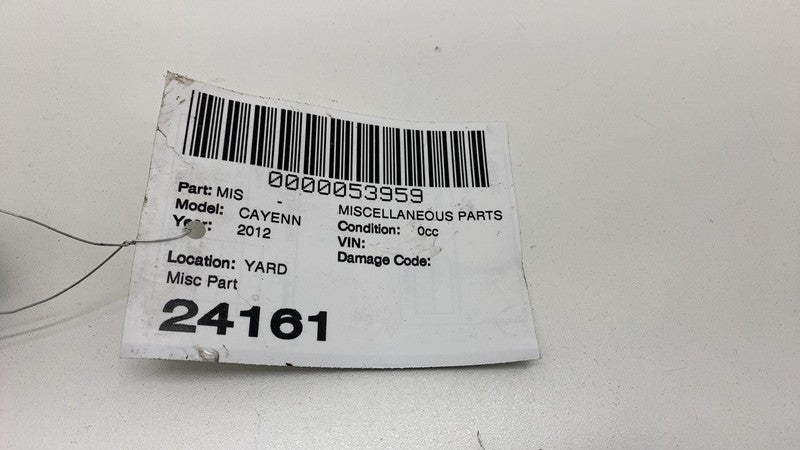 0000053959
Part: MIS - MISCELLANEOUS PARTS
Model: CAYENN Condition: 0cc
Year: 2012 VIN:
Damage Code:
Location: YARD
Misc Part
24161